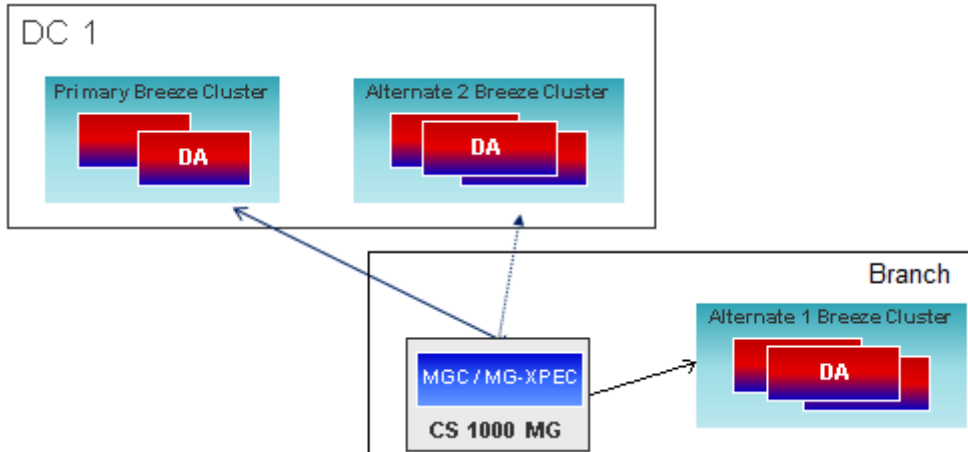 DC 1
Primary Breeze Cluster
DA
Alternate 2 Breeze Cluster
DA
Branch
Alternate 1 Breeze Cluster
DA
MGC / MG-XPEC
CS 1000 MG